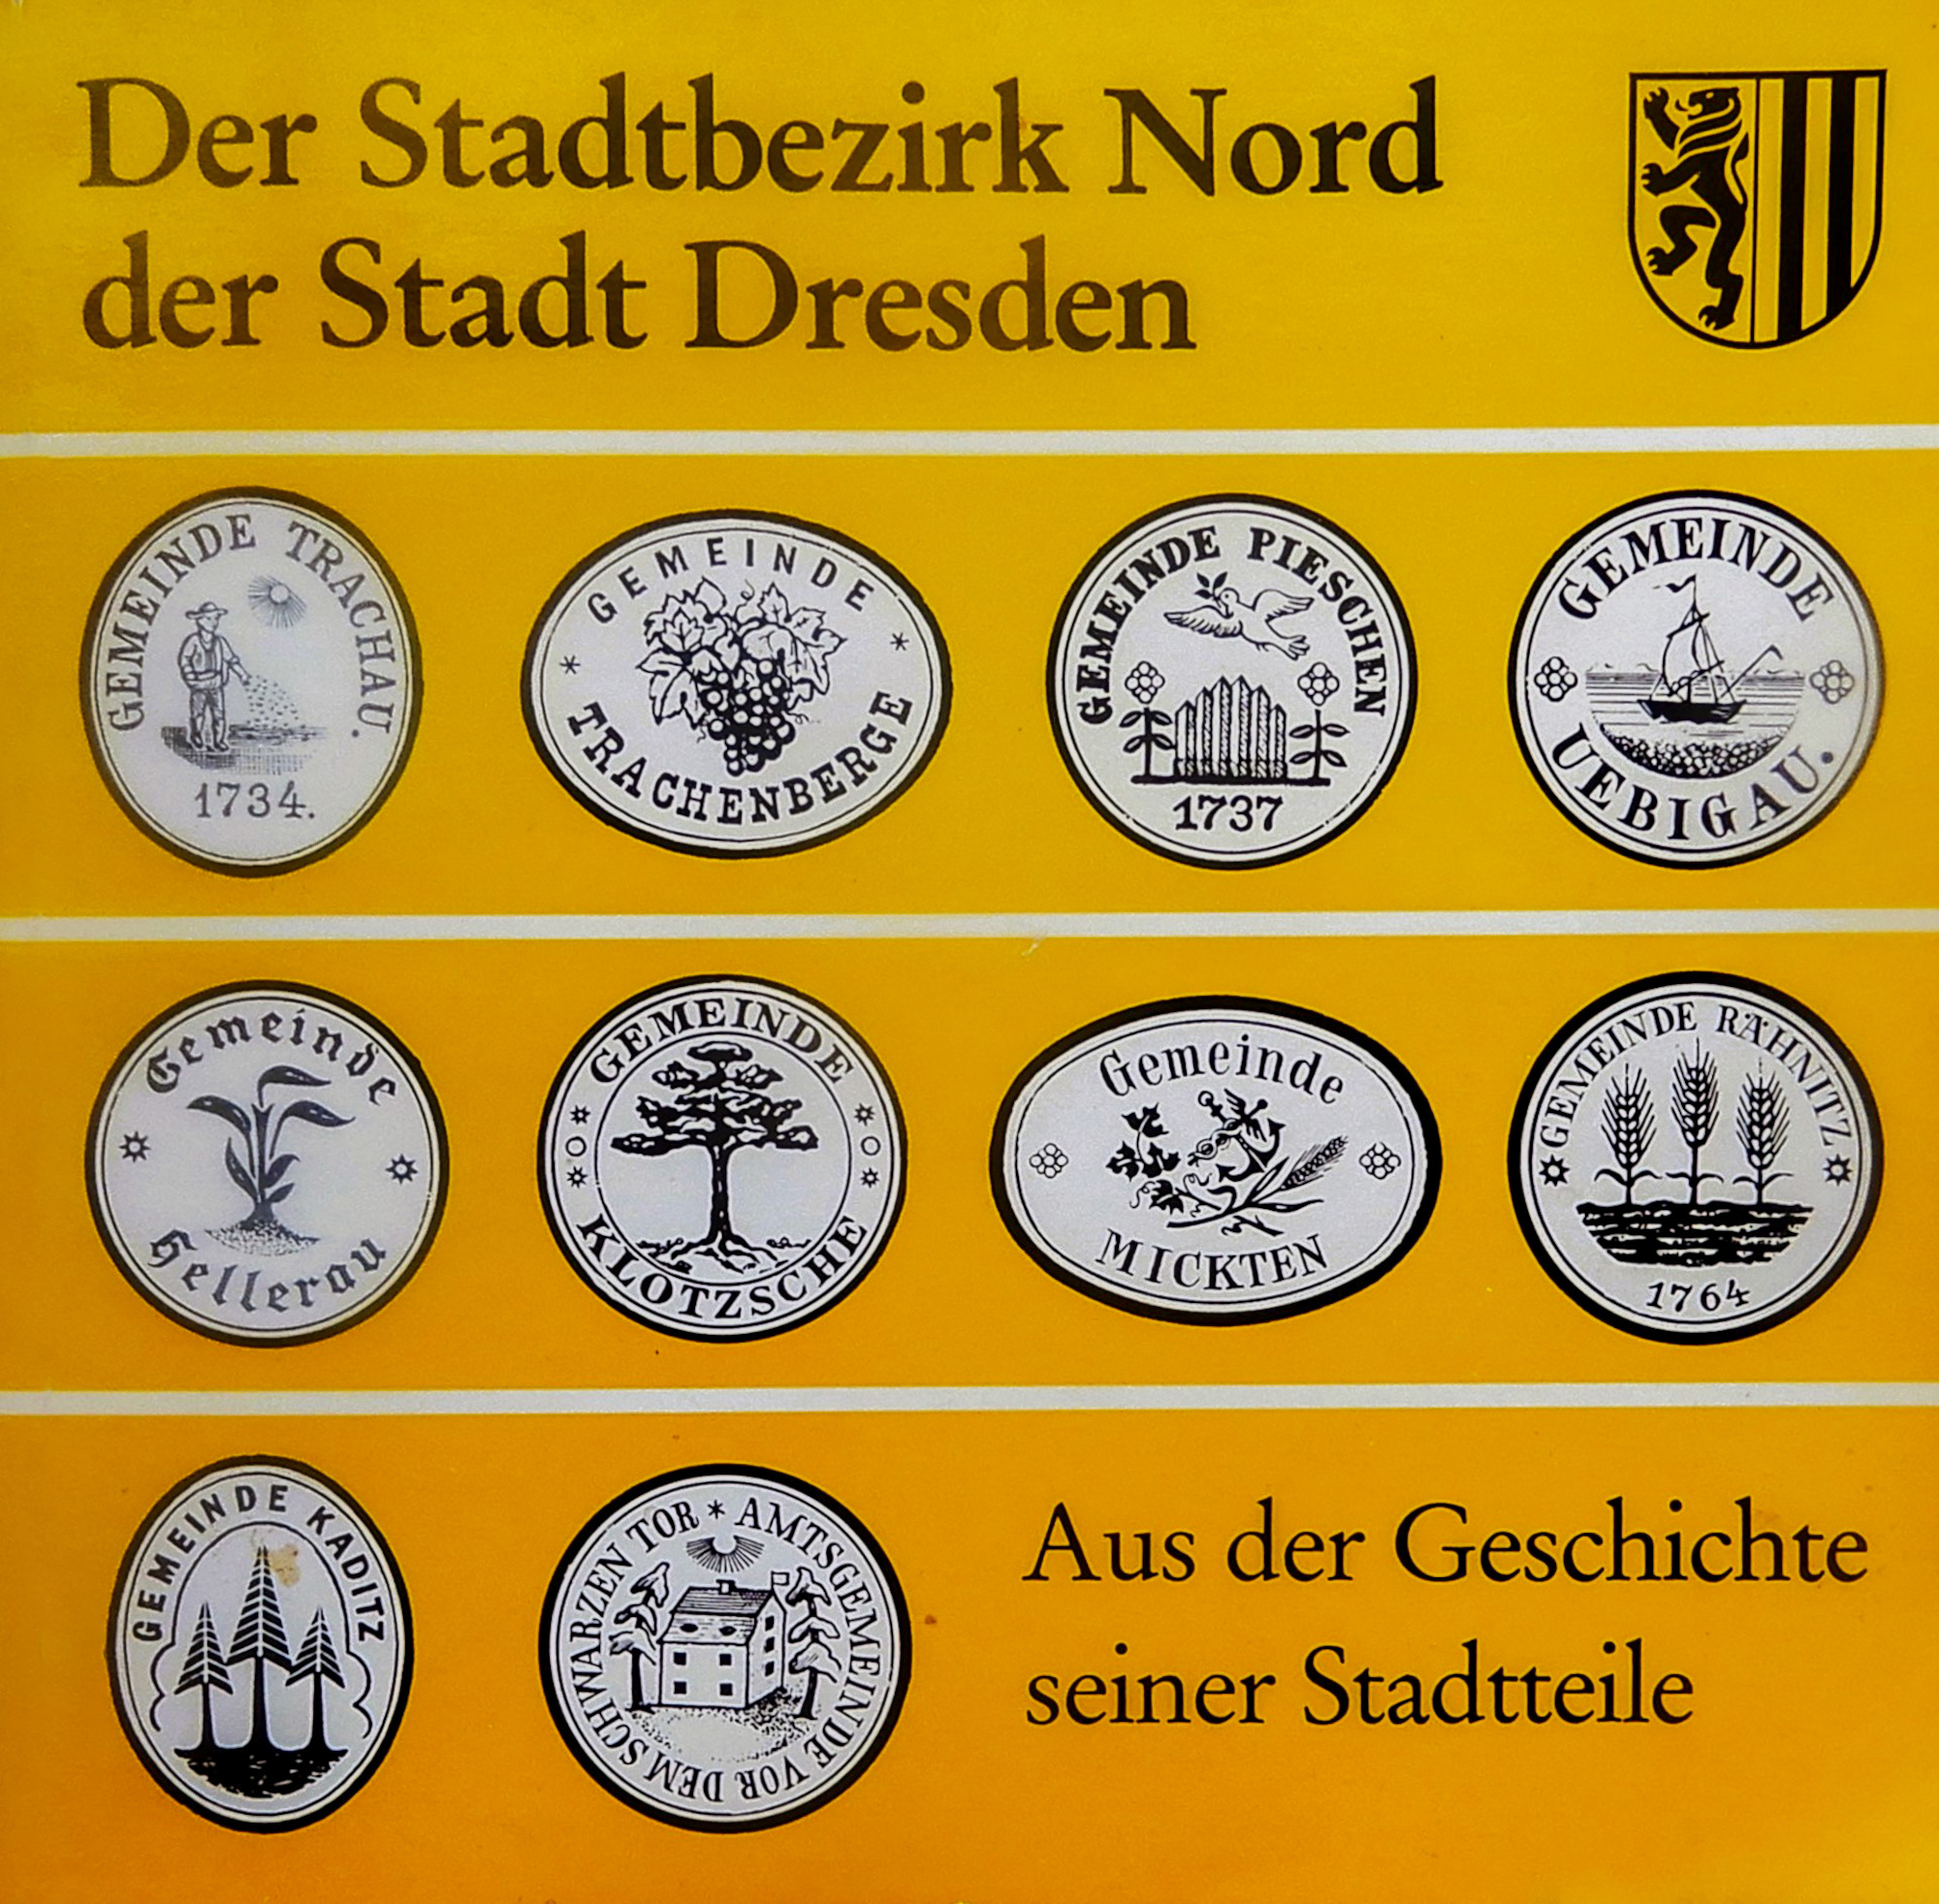 Der Stadtbezirk Nord
der Stadt Dresden
GEMEINDE TRACHAU.
1734.
GEMEINDE
TRACHENBERGE
GEMEINDE PIESCHEN
1737
GEMEINDE
UEBIGAU.
Gemeinde
Hellerau
GEMEINDE
KLOTZSCHE
Gemeinde
MICKTEN
GEMEINDE RÄHNITZ
1764
GEMEINDE KADITZ
AMTSGEMEINDE VOR DEM SCHWARZEN TOR
Aus der Geschichte
seiner Stadtteile